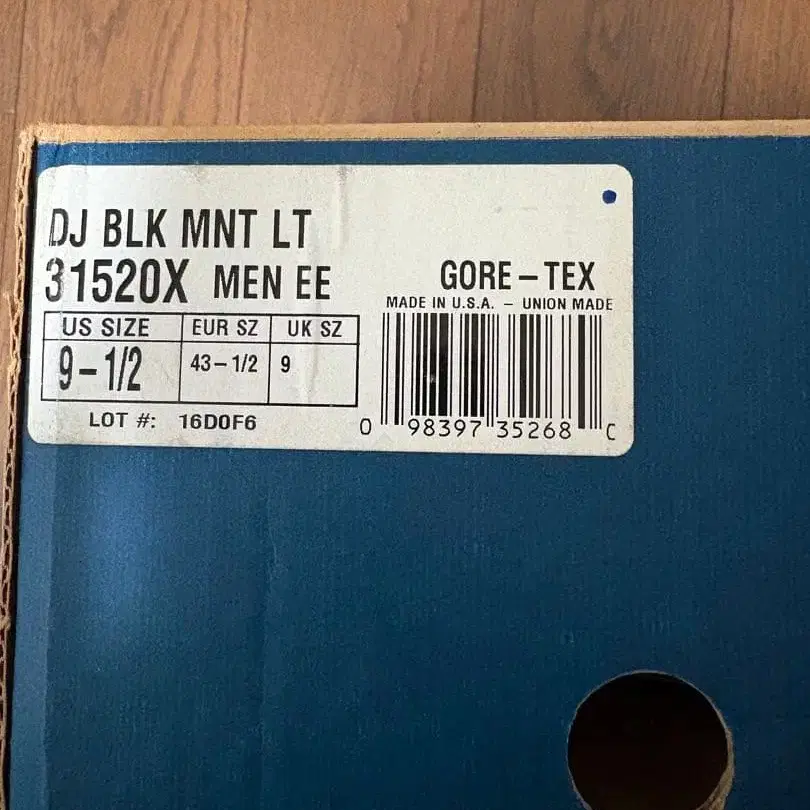 DJ BLK MNT LT
31520X MEN EE
GORE-TEX
MADE IN U.S.A. - UNION MADE
US SIZE EUR SZ UK SZ
9-1/2 43-1/2 9
LOT #: 16D0F6
0 98397 35268 C